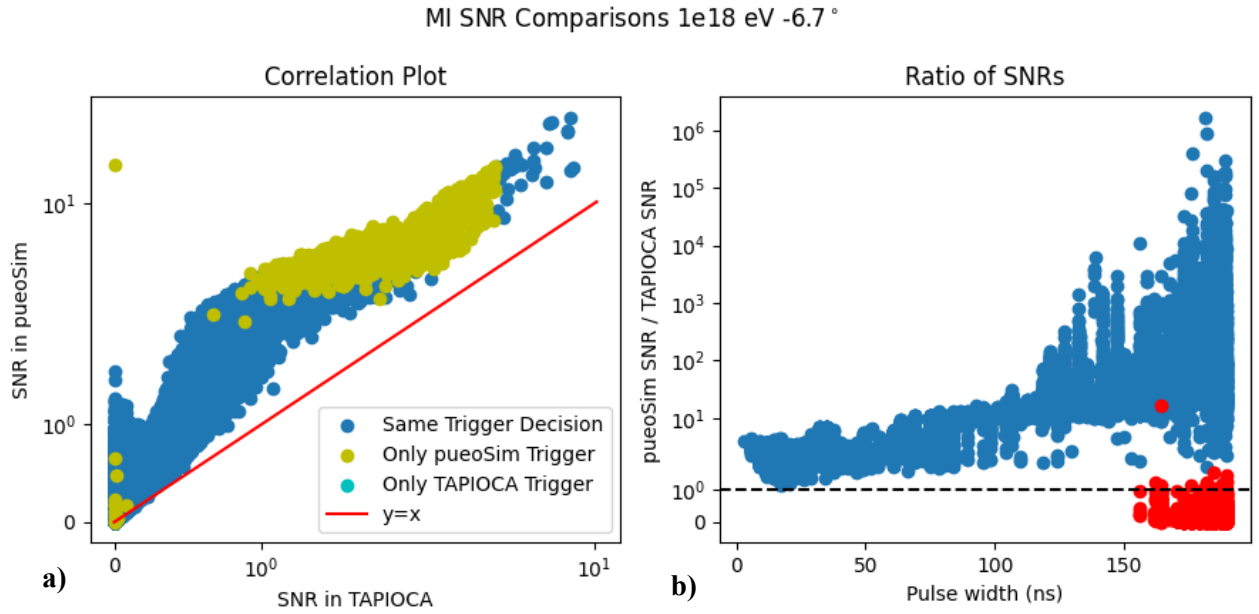 MI SNR Comparisons 1e18 eV -6.7°
Correlation Plot
SNR in pueoSim
10¹
10⁰
0
0
10⁰
10¹
SNR in TAPIOCA
Same Trigger Decision
Only pueoSim Trigger
Only TAPIOCA Trigger
y=x
a)
Ratio of SNRs
pueoSim SNR / TAPIOCA SNR
10⁶
10⁵
10⁴
10³
10²
10¹
10⁰
0
0
50
100
150
Pulse width (ns)
b)